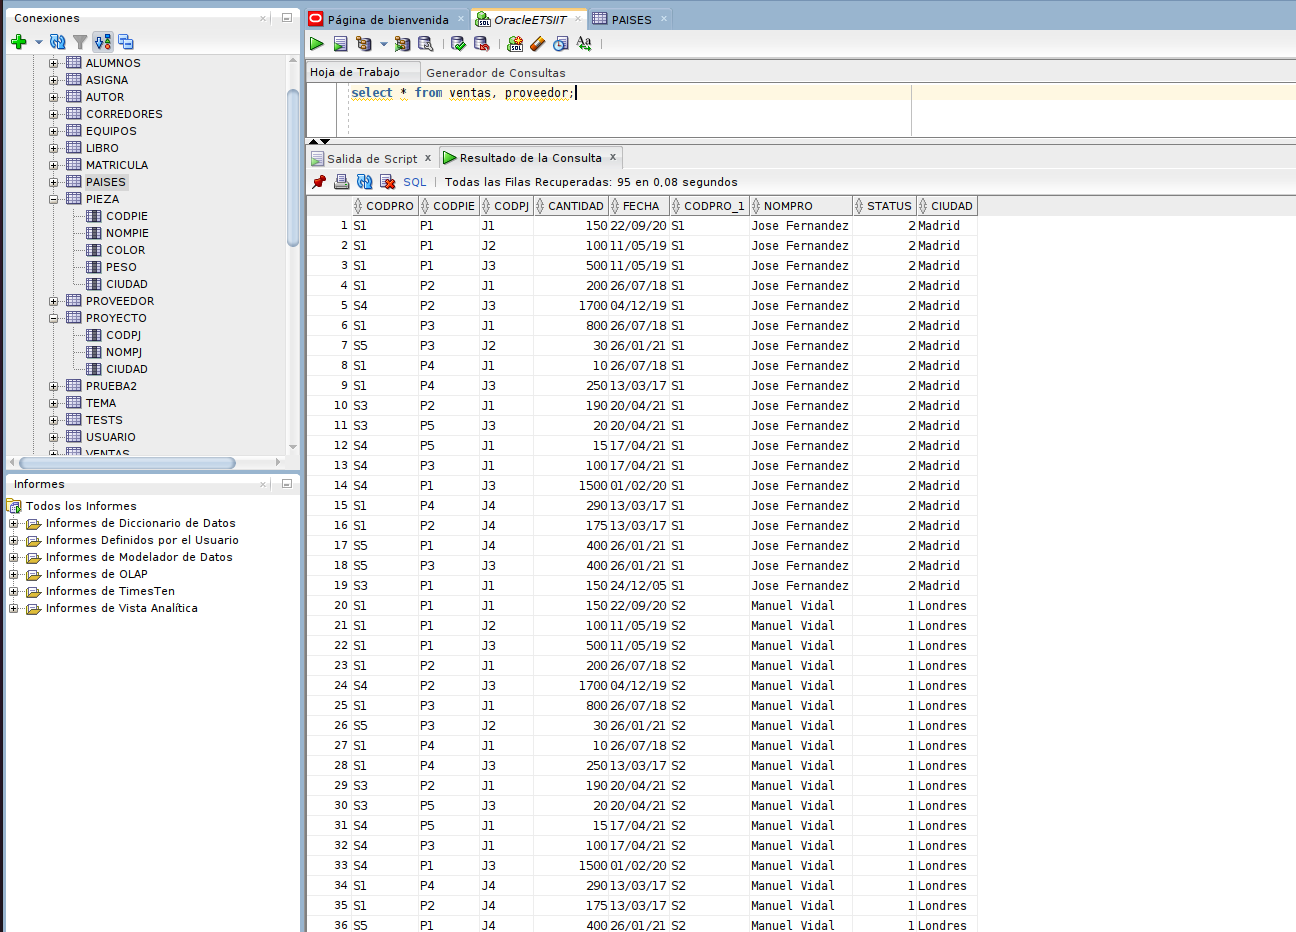 Conexiones
ALUMNOS
ASIGNA
AUTOR
CORREDORES
EQUIPOS
LIBRO
MATRICULA
PAISES
PIEZA
CODPIE
NOMPIE
COLOR
PESO
CIUDAD
PROVEEDOR
PROYECTO
CODPJ
NOMPJ
CIUDAD
PRUEBA2
TEMA
TESTS
USUARIO
VENTAS
Informes
Todos los Informes
Informes de Diccionario de Datos
Informes Definidos por el Usuario
Informes de Modelador de Datos
Informes de OLAP
Informes de TimesTen
Informes de Vista Analítica
Página de bienvenida OracleETSIIT PAISES
Hoja de Trabajo Generador de Consultas
select * from ventas, proveedor;
Salida de Script x Resultado de la Consulta x
SQL | Todas las Filas Recuperadas: 95 en 0,08 segundos
CODPRO CODPIE CODPJ CANTIDAD FECHA CODPRO_1 NOMPRO STATUS CIUDAD
1 S1 P1 J1 150 22/09/20 S1 Jose Fernandez 2 Madrid
2 S1 P1 J2 100 11/05/19 S1 Jose Fernandez 2 Madrid
3 S1 P1 J3 500 11/05/19 S1 Jose Fernandez 2 Madrid
4 S1 P2 J1 200 26/07/18 S1 Jose Fernandez 2 Madrid
5 S4 P2 J3 1700 04/12/19 S1 Jose Fernandez 2 Madrid
6 S1 P3 J1 800 26/07/18 S1 Jose Fernandez 2 Madrid
7 S5 P3 J2 30 26/01/21 S1 Jose Fernandez 2 Madrid
8 S1 P4 J1 10 26/07/18 S1 Jose Fernandez 2 Madrid
9 S1 P4 J3 250 13/03/17 S1 Jose Fernandez 2 Madrid
10 S3 P2 J1 190 20/04/21 S1 Jose Fernandez 2 Madrid
11 S3 P5 J3 20 20/04/21 S1 Jose Fernandez 2 Madrid
12 S4 P5 J1 15 17/04/21 S1 Jose Fernandez 2 Madrid
13 S4 P3 J1 100 17/04/21 S1 Jose Fernandez 2 Madrid
14 S4 P1 J3 1500 01/02/20 S1 Jose Fernandez 2 Madrid
15 S1 P4 J4 290 13/03/17 S1 Jose Fernandez 2 Madrid
16 S1 P2 J4 175 13/03/17 S1 Jose Fernandez 2 Madrid
17 S5 P1 J4 400 26/01/21 S1 Jose Fernandez 2 Madrid
18 S5 P3 J3 400 26/01/21 S1 Jose Fernandez 2 Madrid
19 S3 P1 J1 150 24/12/05 S1 Jose Fernandez 2 Madrid
20 S1 P1 J1 150 22/09/20 S2 Manuel Vidal 1 Londres
21 S1 P1 J2 100 11/05/19 S2 Manuel Vidal 1 Londres
22 S1 P1 J3 500 11/05/19 S2 Manuel Vidal 1 Londres
23 S1 P2 J1 200 26/07/18 S2 Manuel Vidal 1 Londres
24 S4 P2 J3 1700 04/12/19 S2 Manuel Vidal 1 Londres
25 S1 P3 J1 800 26/07/18 S2 Manuel Vidal 1 Londres
26 S5 P3 J2 30 26/01/21 S2 Manuel Vidal 1 Londres
27 S1 P4 J1 10 26/07/18 S2 Manuel Vidal 1 Londres
28 S1 P4 J3 250 13/03/17 S2 Manuel Vidal 1 Londres
29 S3 P2 J1 190 20/04/21 S2 Manuel Vidal 1 Londres
30 S3 P5 J3 20 20/04/21 S2 Manuel Vidal 1 Londres
31 S4 P5 J1 15 17/04/21 S2 Manuel Vidal 1 Londres
32 S4 P3 J1 100 17/04/21 S2 Manuel Vidal 1 Londres
33 S4 P1 J3 1500 01/02/20 S2 Manuel Vidal 1 Londres
34 S1 P4 J4 290 13/03/17 S2 Manuel Vidal 1 Londres
35 S1 P2 J4 175 13/03/17 S2 Manuel Vidal 1 Londres
36 S5 P1 J4 400 26/01/21 S2 Manuel Vidal 1 Londres